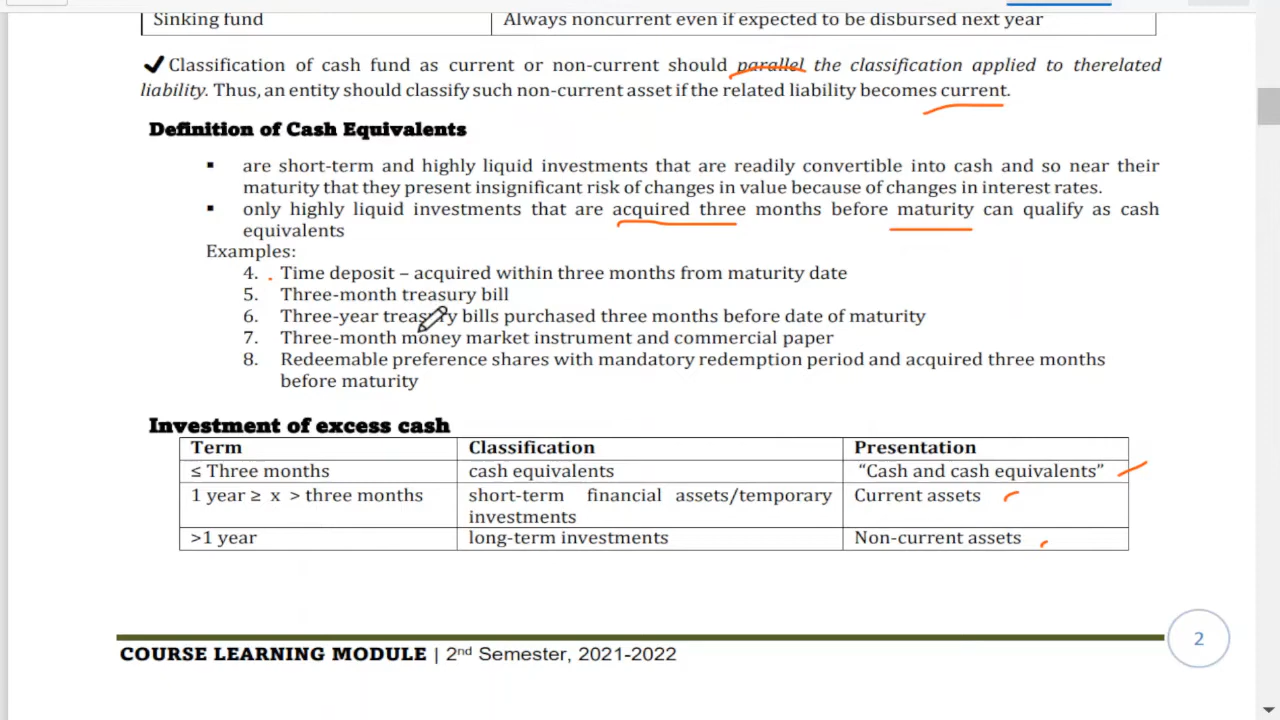 Sinking fund Always noncurrent even if expected to be disbursed next year
✔Classification of cash fund as current or non-current should parallel the classification applied to therelated
liability. Thus, an entity should classify such non-current asset if the related liability becomes current.
Definition of Cash Equivalents
▪ are short-term and highly liquid investments that are readily convertible into cash and so near their
maturity that they present insignificant risk of changes in value because of changes in interest rates.
▪ only highly liquid investments that are acquired three months before maturity can qualify as cash
equivalents
Examples:
4. Time deposit – acquired within three months from maturity date
5. Three-month treasury bill
6. Three-year treasury bills purchased three months before date of maturity
7. Three-month money market instrument and commercial paper
8. Redeemable preference shares with mandatory redemption period and acquired three months
before maturity
Investment of excess cash
Term Classification Presentation
≤ Three months cash equivalents “Cash and cash equivalents”
1 year ≥ x > three months short-term financial assets/temporary Current assets
investments
>1 year long-term investments Non-current assets
2
COURSE LEARNING MODULE | 2nd Semester, 2021-2022